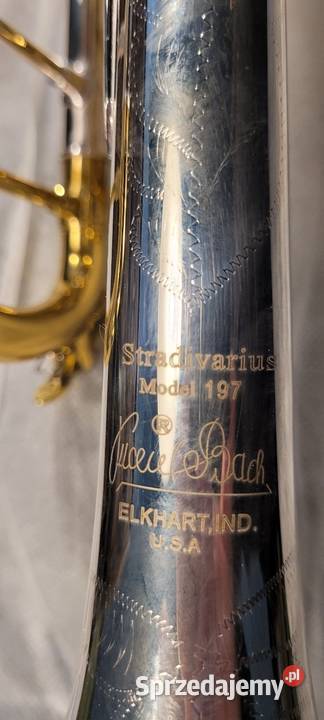 Stradivarius
Model 197
®
Vincent Bach
ELKHART, IND.
U.S.A
Sprzedajemy.pl